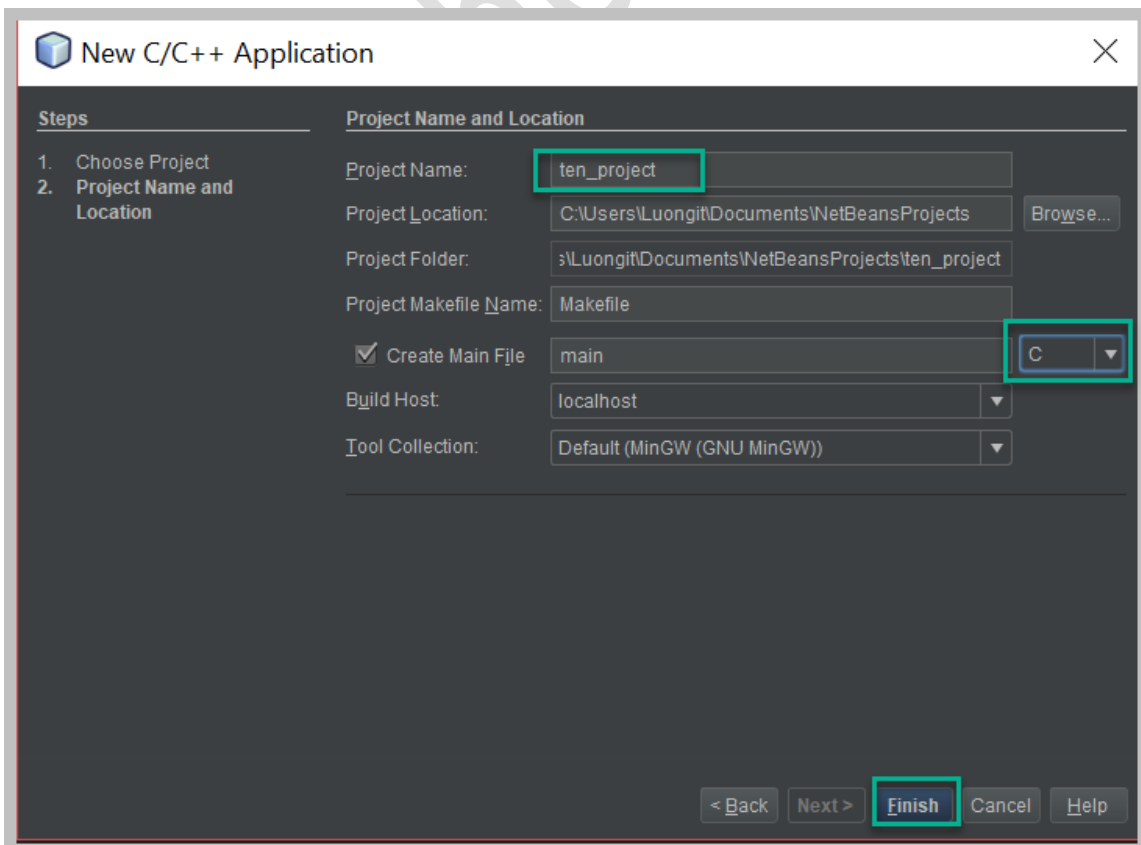 New C/C++ Application
Steps
1. Choose Project
2. Project Name and
Location
Project Name and Location
Project Name: ten_project
Project Location: C:\Users\Luongit\Documents\NetBeansProjects Browse...
Project Folder: s\Luongit\Documents\NetBeansProjects\ten_project
Project Makefile Name: Makefile
Create Main File main C
Build Host: localhost
Tool Collection: Default (MinGW (GNU MinGW))
< Back Next > Finish Cancel Help